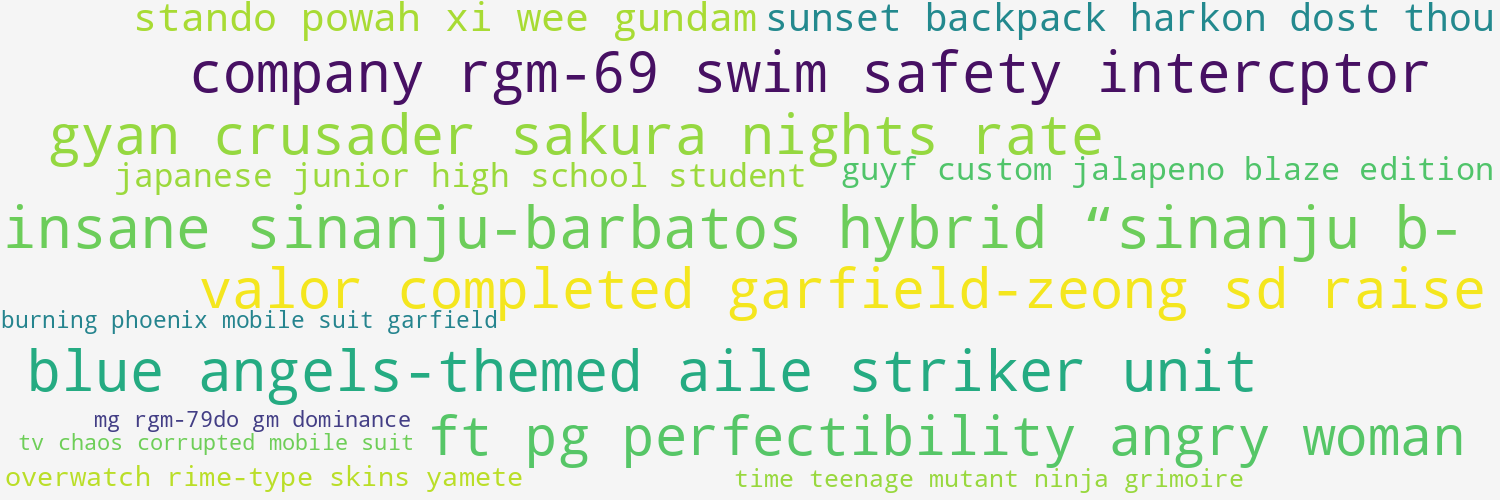 stando powah xi wee gundam
sunset backpack harkon dost thou
company rgm-69 swim safety intercptor
gyan crusader sakura nights rate
japanese junior high school student
guyf custom jalapeno blaze edition
insane sinanju-barbatos hybrid “sinanju b-
valor completed garfield-zeong sd raise
burning phoenix mobile suit garfield
blue angels-themed aile striker unit
mg rgm-79do gm dominance
ft pg perfectibility angry woman
tv chaos corrupted mobile suit
overwatch rime-type skins yamete
time teenage mutant ninja grimoire